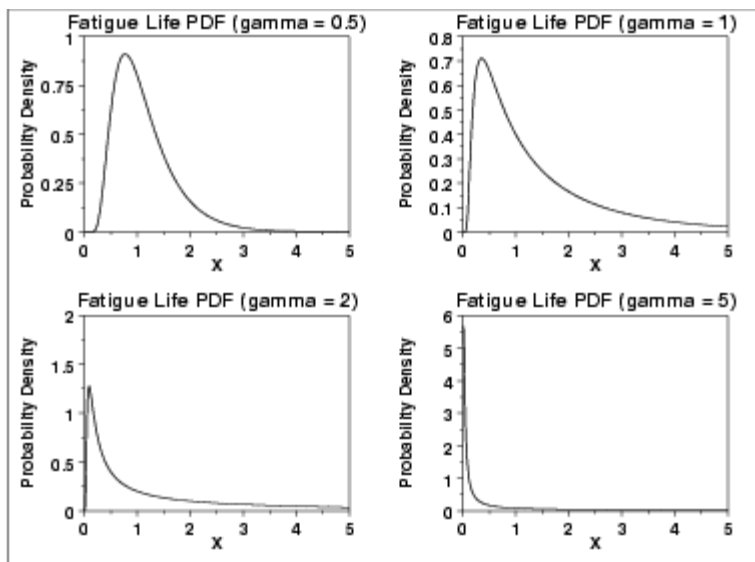 Fatigue Life PDF (gamma = 0.5)
Probability Density
1
0.75
0.5
0.25
0
0 1 2 3 4 5
X
Fatigue Life PDF (gamma = 1)
Probability Density
0.8
0.7
0.6
0.5
0.4
0.3
0.2
0.1
0
0 1 2 3 4 5
X
Fatigue Life PDF (gamma = 2)
Probability Density
2
1.5
1
0.5
0
0 1 2 3 4 5
X
Fatigue Life PDF (gamma = 5)
Probability Density
6
5
4
3
2
1
0
0 1 2 3 4 5
X